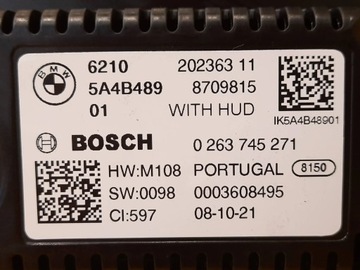 BMW
6210 202363 11
5A4B489 8709815
01 WITH HUD
IK5A4B48901
BOSCH 0 263 745 271
HW:M108 PORTUGAL 8150
SW:0098 0003608495
CI:597 08-10-21